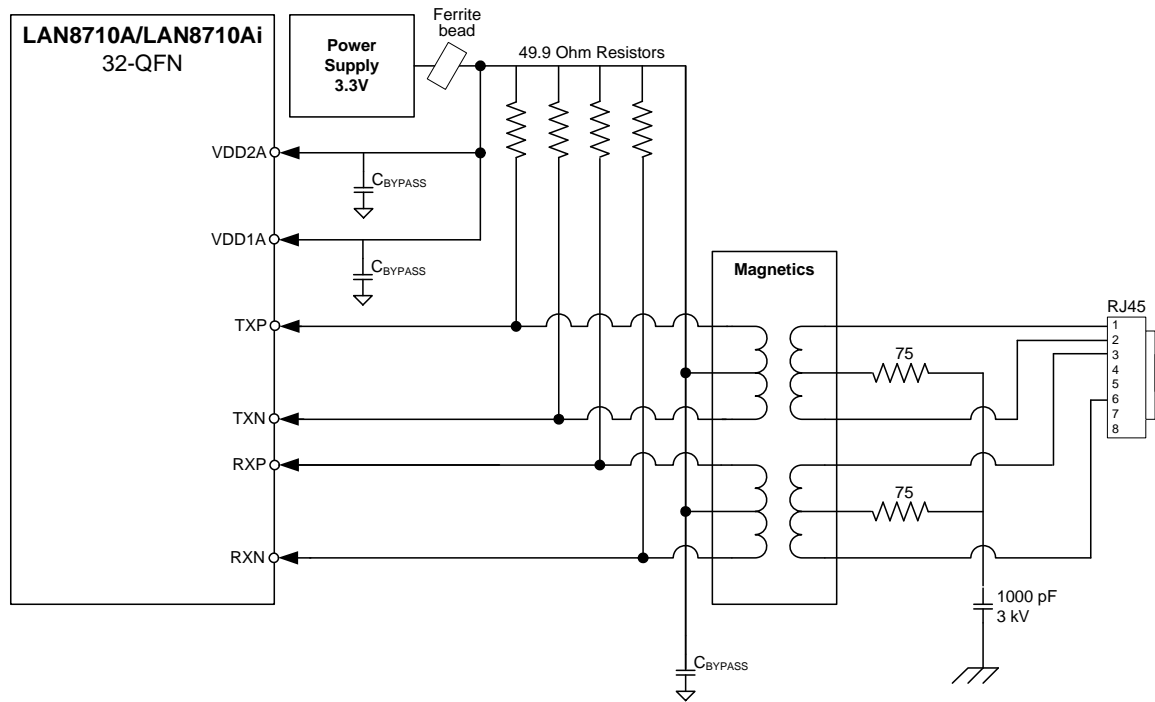 LAN8710A/LAN8710Ai
32-QFN
Power
Supply
3.3V
Ferrite
bead
49.9 Ohm Resistors
VDD2A
CBYPASS
VDD1A
CBYPASS
Magnetics
TXP
RJ45
1
2
3
4
5
6
7
8
75
TXN
RXP
75
RXN
1000 pF
3 kV
CBYPASS